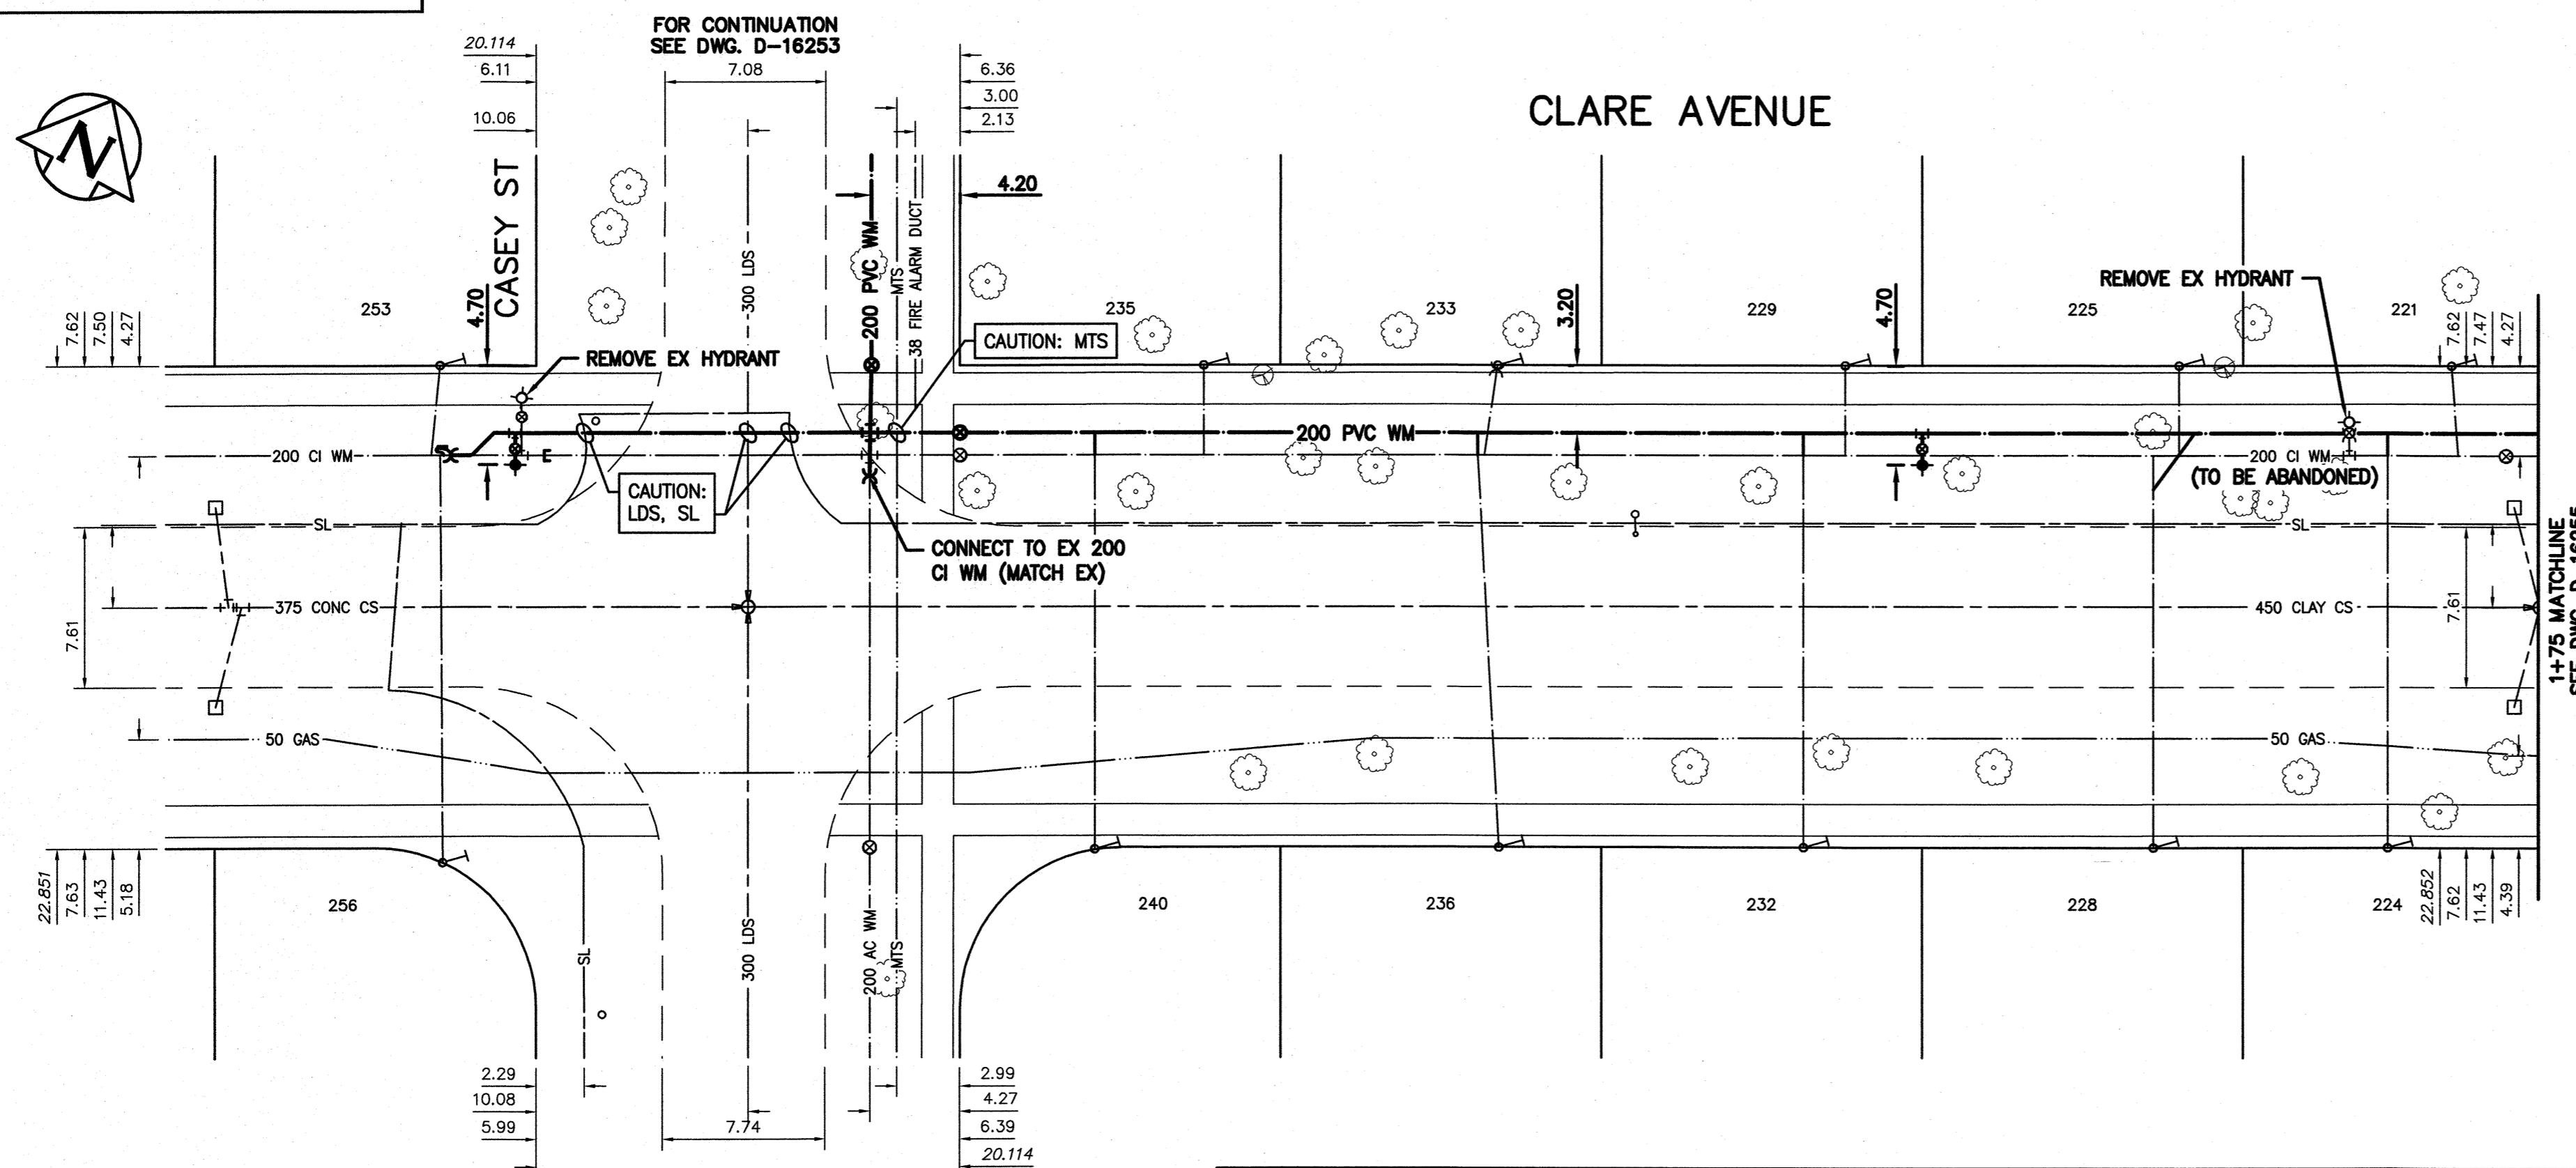 FOR CONTINUATION
SEE DWG. D-16253
20.114
6.11
10.06
7.08
6.36
3.00
2.13
CLARE AVENUE
N
CASEY ST
4.70
4.20
300 LDS
200 PVC WM
MTS
38 FIRE ALARM DUCT
253
235
233
229
225
221
7.62
7.50
4.27
3.20
4.70
7.62
7.47
4.27
REMOVE EX HYDRANT
REMOVE EX HYDRANT
CAUTION: MTS
200 PVC WM
200 CI WM
E
200 CI WM
(TO BE ABANDONED)
CAUTION:
LDS, SL
SL
SL
CONNECT TO EX 200
CI WM (MATCH EX)
375 CONC CS
450 CLAY CS
7.61
7.61
1+75 MATCHLINE
SEE DWG. D-16255
50 GAS
50 GAS
22.851
7.63
11.43
5.18
256
240
236
232
228
224
22.852
7.62
11.43
4.39
SL
300 LDS
200 AC WM
MTS
2.29
10.08
5.99
7.74
2.99
4.27
6.39
20.114